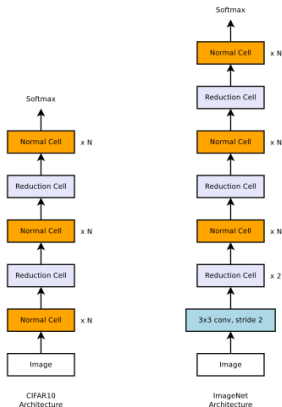 Softmax
Normal Cell x N
Reduction Cell
Normal Cell x N
Reduction Cell
Normal Cell x N
Image
CIFAR10
Architecture
Softmax
Normal Cell x N
Reduction Cell
Normal Cell x N
Reduction Cell
Normal Cell x N
Reduction Cell x 2
3x3 conv, stride 2
Image
ImageNet
Architecture